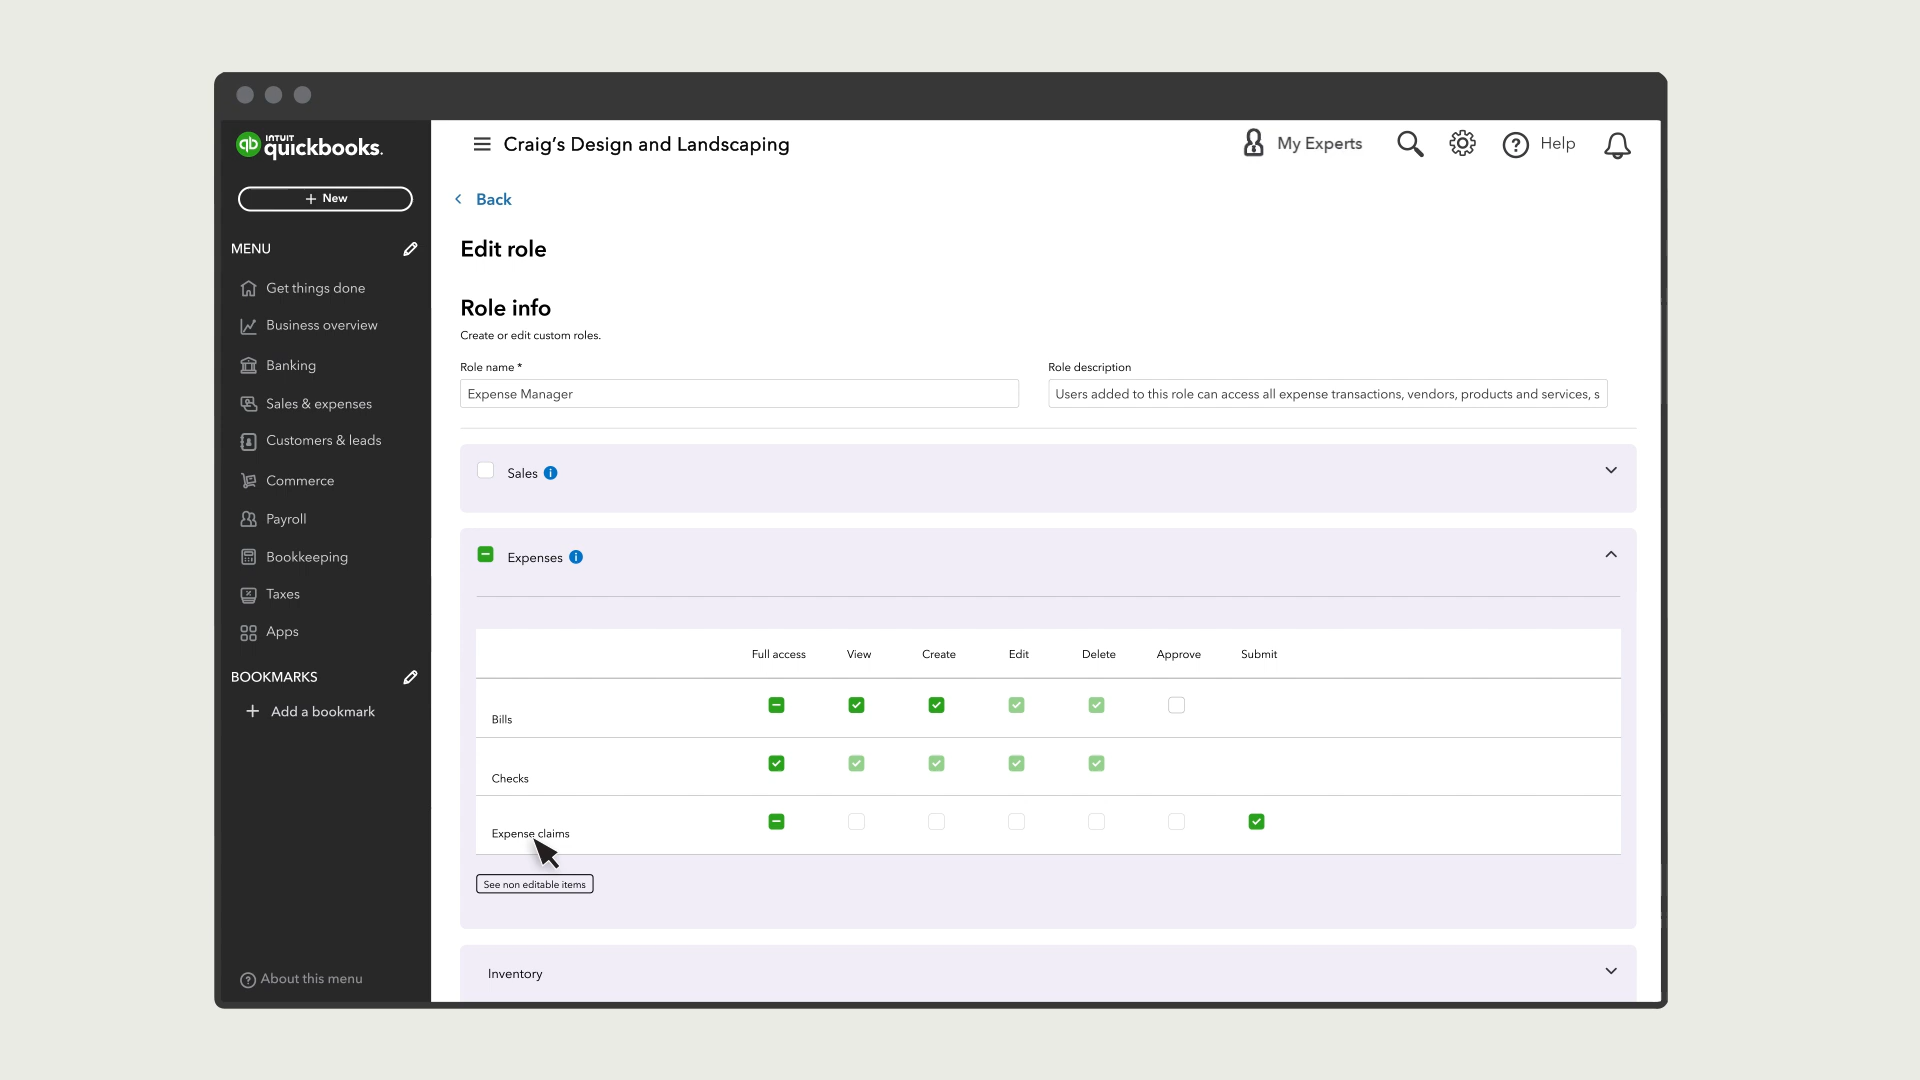 INTUIT
quickbooks.
Craig's Design and Landscaping
My Experts
Help
+ New
Back
MENU
Get things done
Business overview
Banking
Sales & expenses
Customers & leads
Commerce
Payroll
Bookkeeping
Taxes
Apps
BOOKMARKS
+ Add a bookmark
About this menu
Edit role
Role info
Create or edit custom roles.
Role name *
Expense Manager
Role description
Users added to this role can access all expense transactions, vendors, products and services, s
Sales
Expenses
Full access View Create Edit Delete Approve Submit
Bills
Checks
Expense claims
See non editable items
Inventory